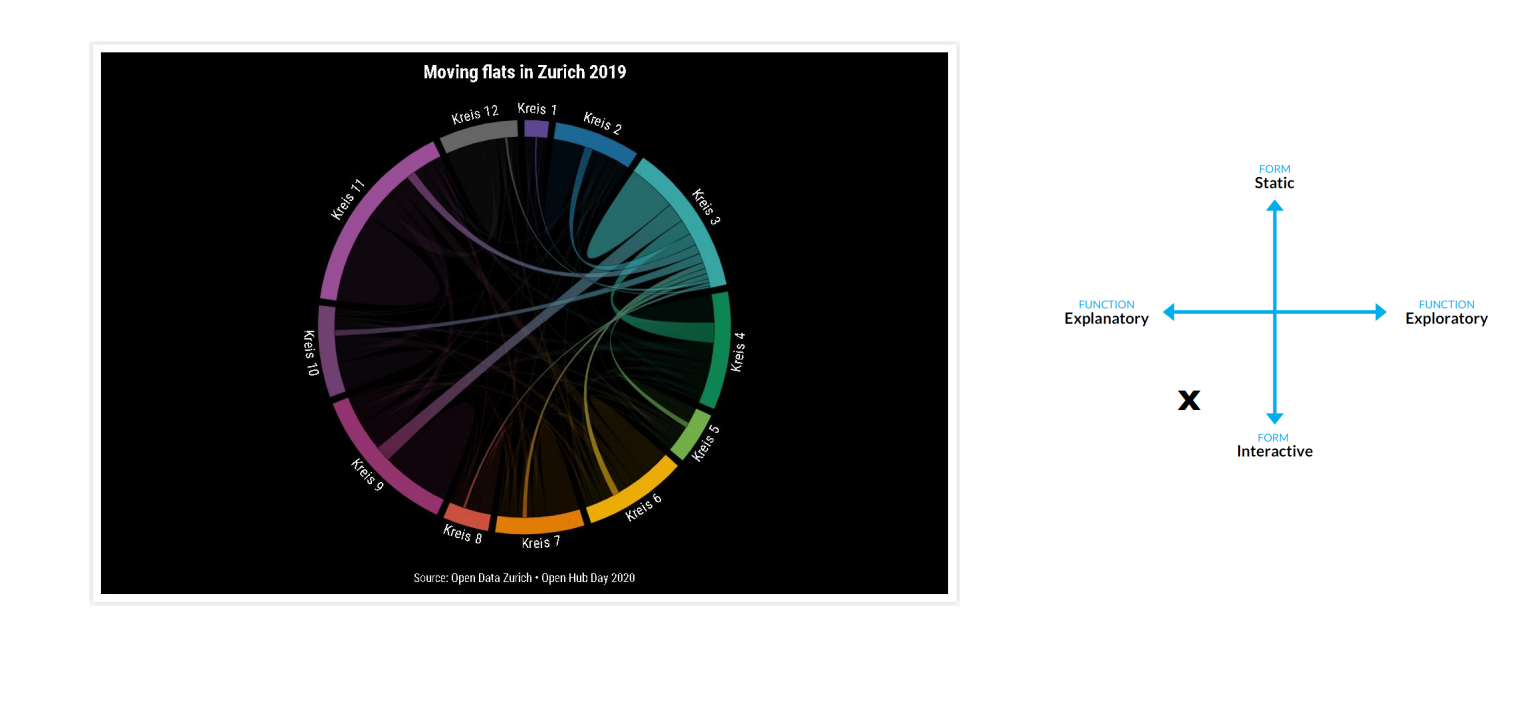 Moving flats in Zurich 2019
Kreis 1
Kreis 2
Kreis 3
Kreis 4
Kreis 5
Kreis 6
Kreis 7
Kreis 8
Kreis 9
Kreis 10
Kreis 11
Kreis 12
Source: Open Data Zurich • Open Hub Day 2020
FORM
Static
FUNCTION
Explanatory
FUNCTION
Exploratory
x
FORM
Interactive